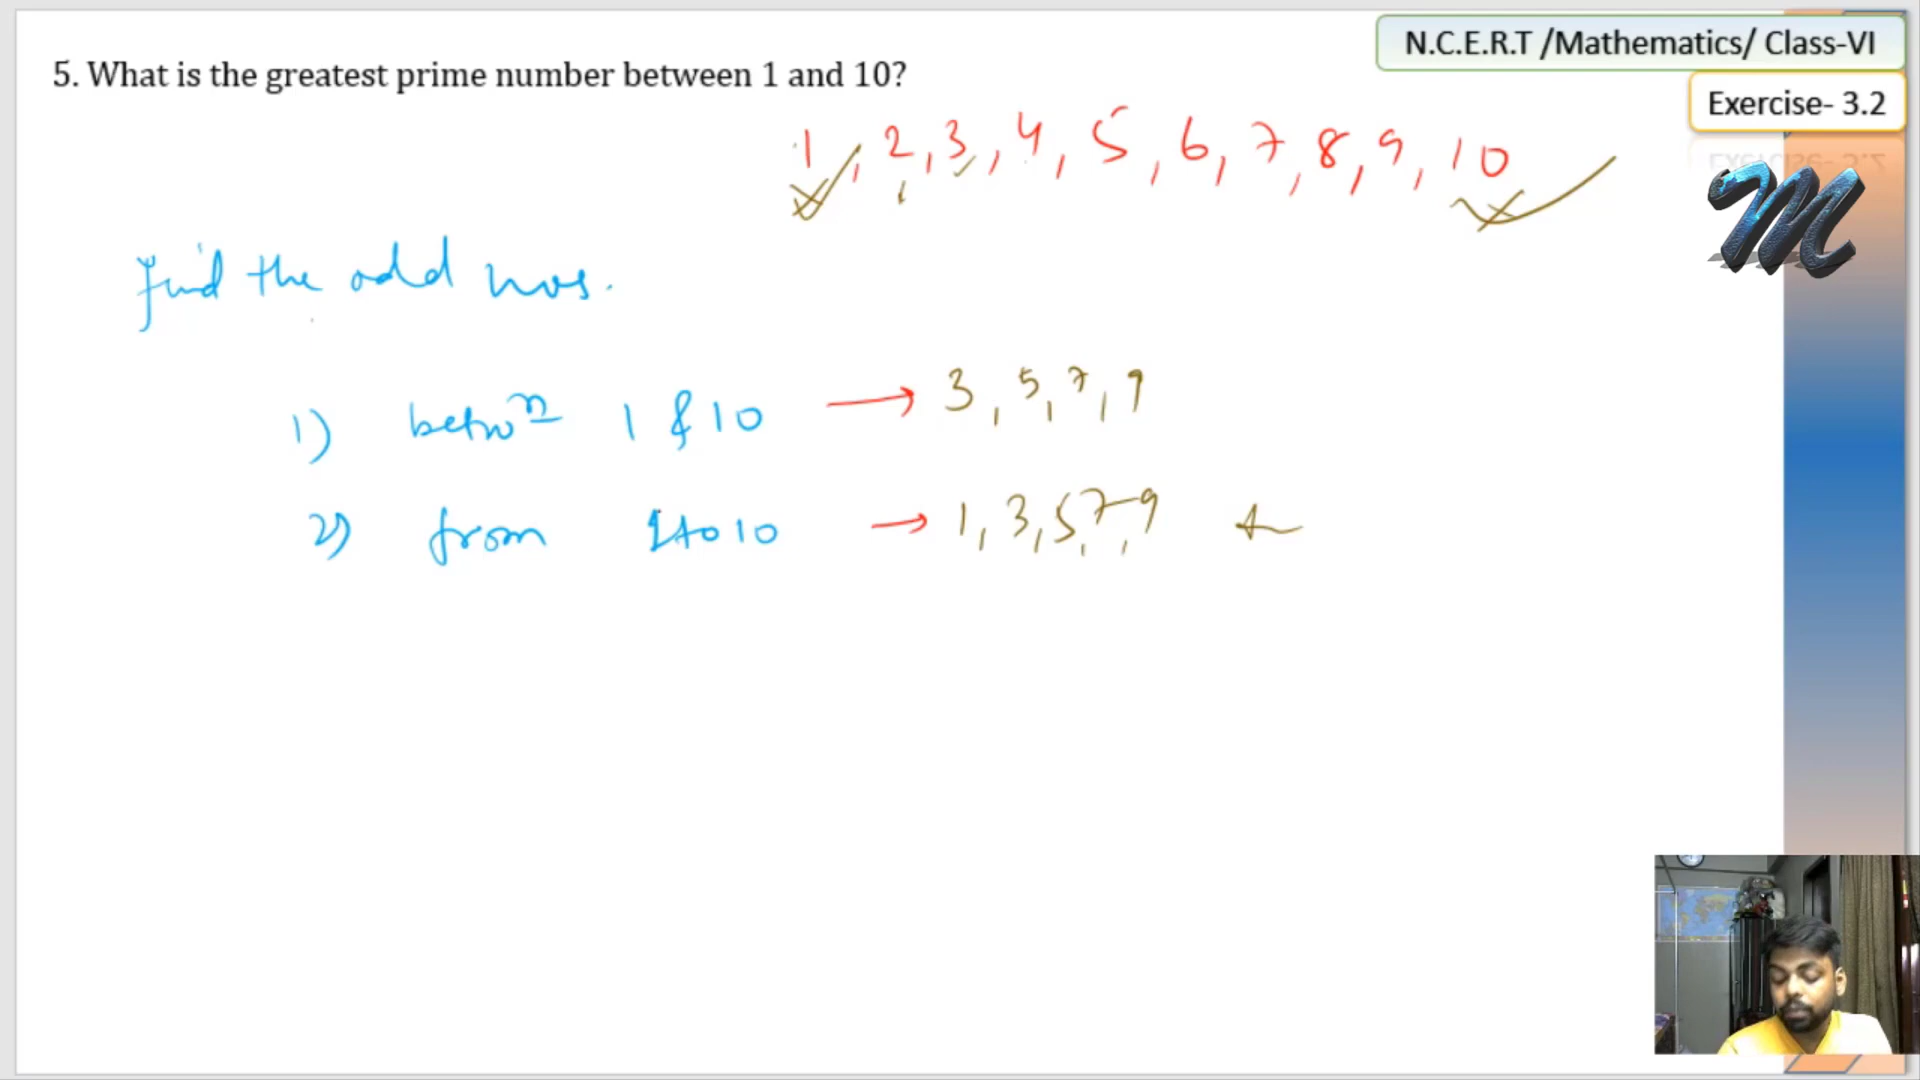 N.C.E.R.T /Mathematics/ Class-VI
5. What is the greatest prime number between 1 and 10?
Exercise- 3.2
1, 2, 3, 4, 5, 6, 7, 8, 9, 10
find the odd nos.
1) betwn 1 & 10 → 3, 5, 7, 9
2) from 1 to 10 → 1, 3, 5, 7, 9
M